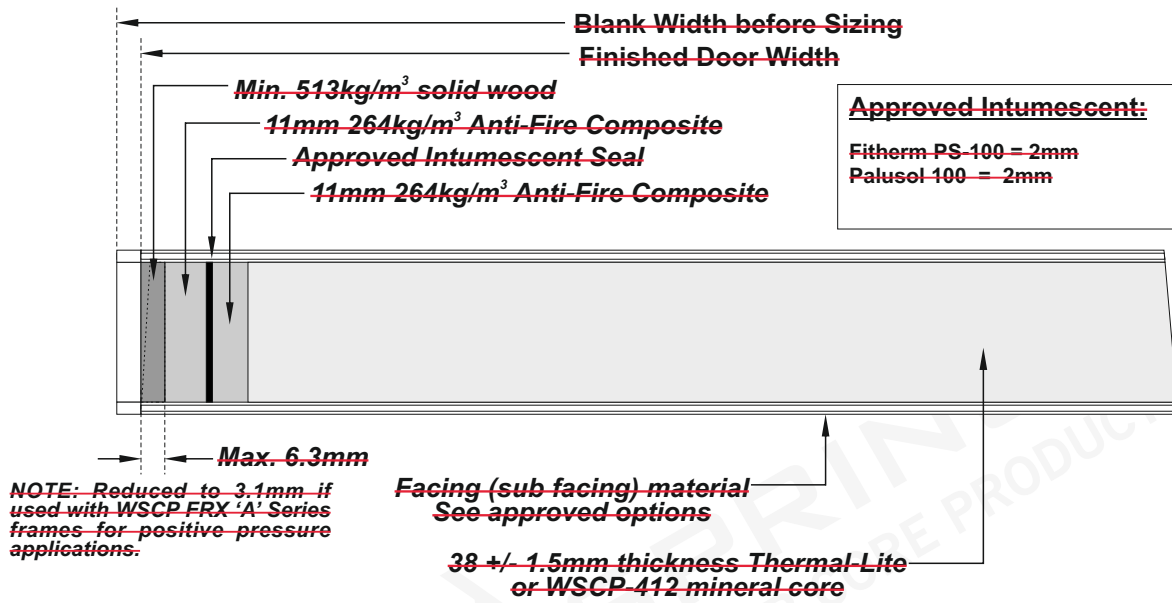 Blank Width before Sizing
Finished Door Width
Min. 513kg/m³ solid wood
11mm 264kg/m³ Anti-Fire Composite
Approved Intumescent Seal
11mm 264kg/m³ Anti-Fire Composite
Approved Intumescent:
Fitherm PS-100 = 2mm
Palusol 100 = 2mm
Max. 6.3mm
NOTE: Reduced to 3.1mm if
used with WSCP FRX ‘A’ Series
frames for positive pressure
applications.
Facing (sub facing) material
See approved options
38 +/- 1.5mm thickness Thermal-Lite
or WSCP-412 mineral core